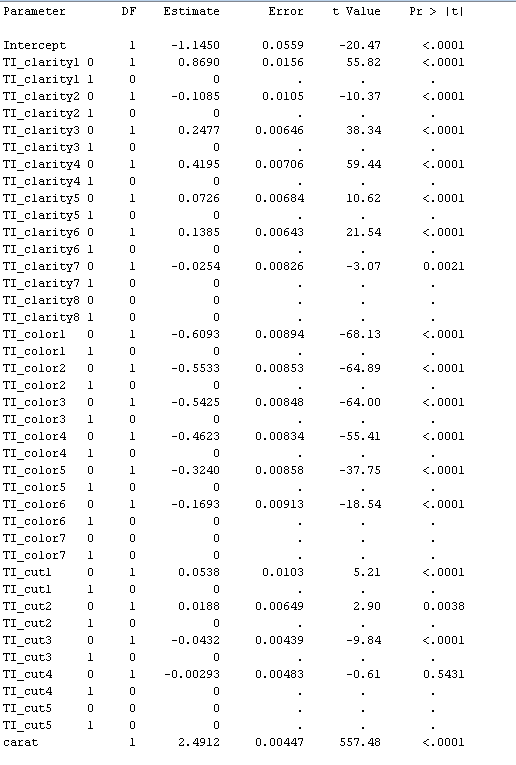 Parameter DF Estimate Error t Value Pr > |t|
Intercept 1 -1.1450 0.0559 -20.47 <.0001
TI_clarity1 0 1 0.8690 0.0156 55.82 <.0001
TI_clarity1 1 0 0 . . .
TI_clarity2 0 1 -0.1085 0.0105 -10.37 <.0001
TI_clarity2 1 0 0 . . .
TI_clarity3 0 1 0.2477 0.00646 38.34 <.0001
TI_clarity3 1 0 0 . . .
TI_clarity4 0 1 0.4195 0.00706 59.44 <.0001
TI_clarity4 1 0 0 . . .
TI_clarity5 0 1 0.0726 0.00684 10.62 <.0001
TI_clarity5 1 0 0 . . .
TI_clarity6 0 1 0.1385 0.00643 21.54 <.0001
TI_clarity6 1 0 0 . . .
TI_clarity7 0 1 -0.0254 0.00826 -3.07 0.0021
TI_clarity7 1 0 0 . . .
TI_clarity8 0 0 0 . . .
TI_clarity8 1 0 0 . . .
TI_color1 0 1 -0.6093 0.00894 -68.13 <.0001
TI_color1 1 0 0 . . .
TI_color2 0 1 -0.5533 0.00853 -64.89 <.0001
TI_color2 1 0 0 . . .
TI_color3 0 1 -0.5425 0.00848 -64.00 <.0001
TI_color3 1 0 0 . . .
TI_color4 0 1 -0.4623 0.00834 -55.41 <.0001
TI_color4 1 0 0 . . .
TI_color5 0 1 -0.3240 0.00858 -37.75 <.0001
TI_color5 1 0 0 . . .
TI_color6 0 1 -0.1693 0.00913 -18.54 <.0001
TI_color6 1 0 0 . . .
TI_color7 0 0 0 . . .
TI_color7 1 0 0 . . .
TI_cut1 0 1 0.0538 0.0103 5.21 <.0001
TI_cut1 1 0 0 . . .
TI_cut2 0 1 0.0188 0.00649 2.90 0.0038
TI_cut2 1 0 0 . . .
TI_cut3 0 1 -0.0432 0.00439 -9.84 <.0001
TI_cut3 1 0 0 . . .
TI_cut4 0 1 -0.00293 0.00483 -0.61 0.5431
TI_cut4 1 0 0 . . .
TI_cut5 0 0 0 . . .
TI_cut5 1 0 0 . . .
carat 1 2.4912 0.00447 557.48 <.0001